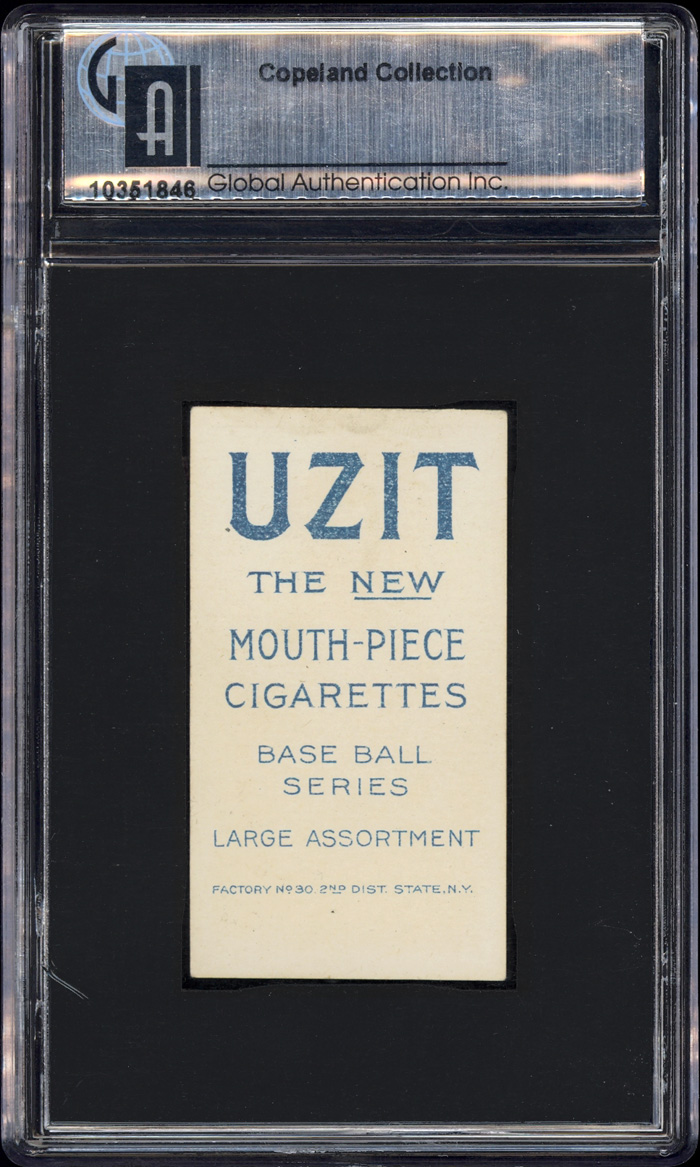 Copeland Collection
GA
10351846 Global Authentication Inc.
UZIT
THE NEW
MOUTH-PIECE
CIGARETTES
BASE BALL
SERIES
LARGE ASSORTMENT
FACTORY Nº 30. 2ND DIST. STATE, N.Y.